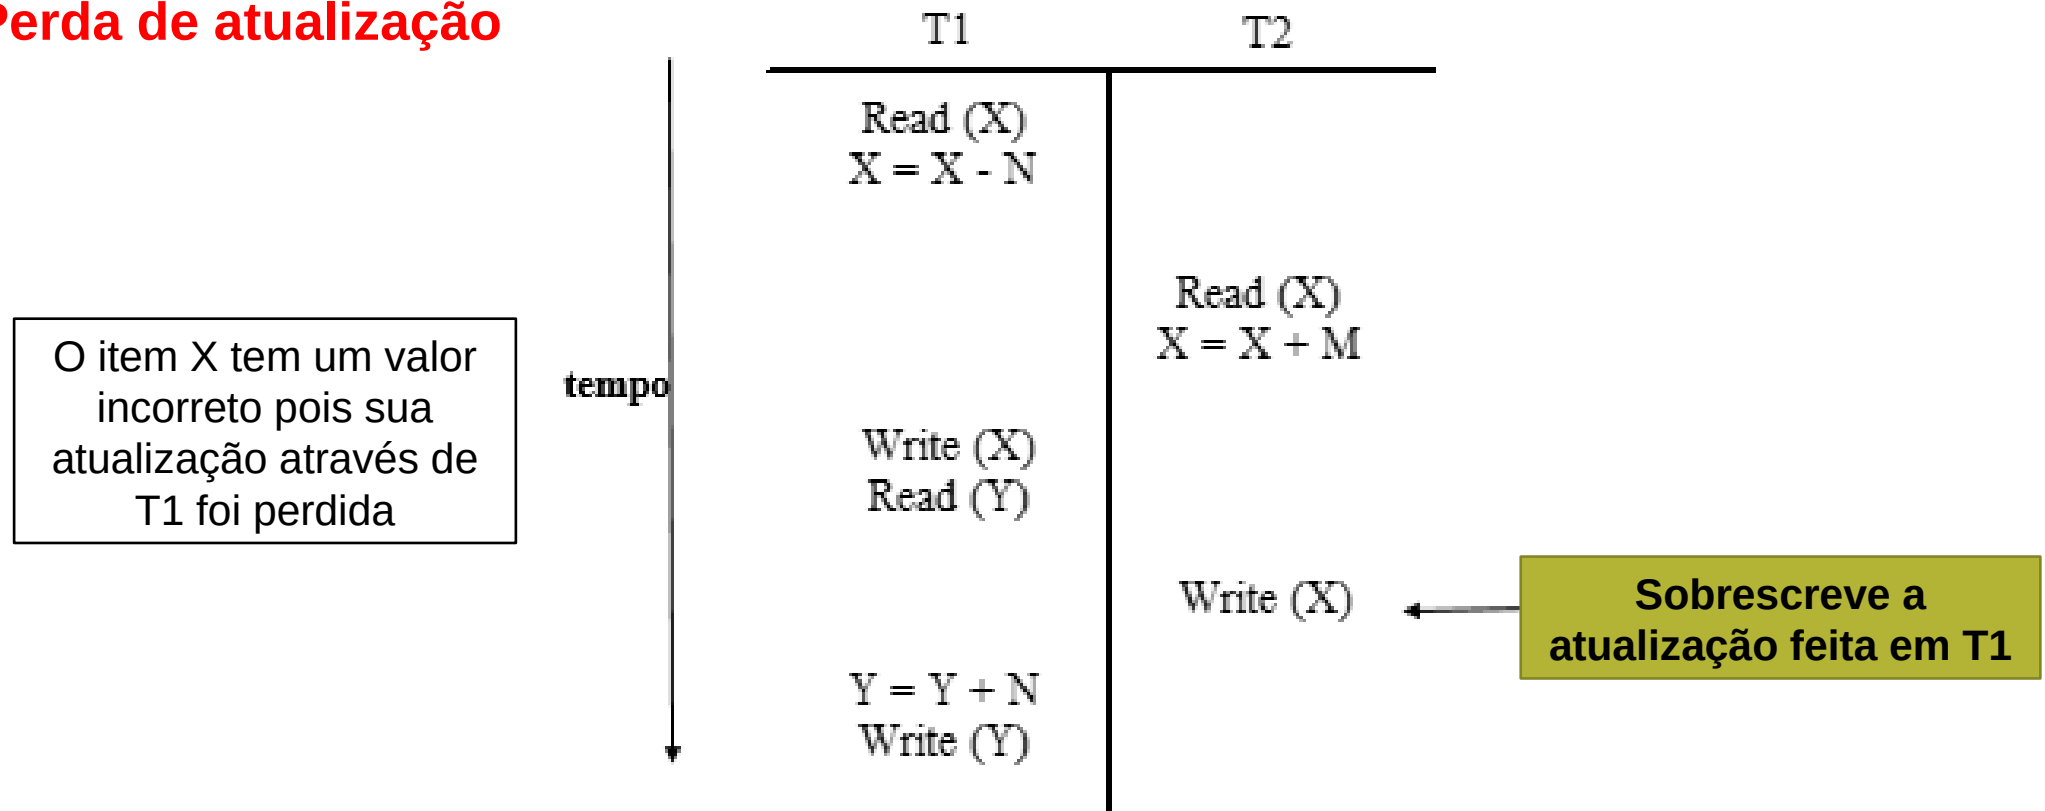 Perda de atualização
T1 T2
Read (X)
X = X - N
Read (X)
X = X + M
O item X tem um valor
incorreto pois sua
atualização através de
T1 foi perdida
tempo
Write (X)
Read (Y)
Write (X)
Sobrescreve a
atualização feita em T1
Y = Y + N
Write (Y)